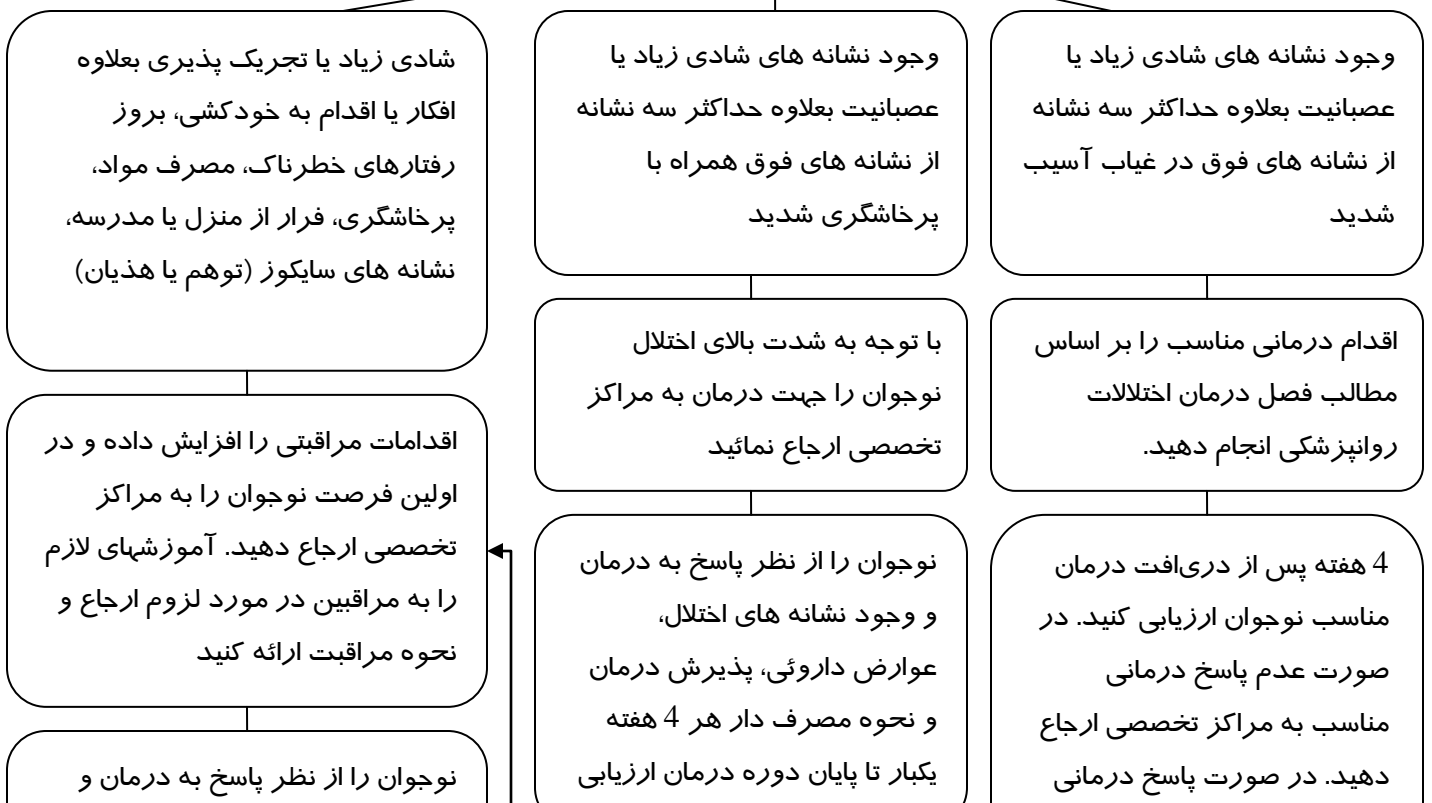 وجود نشانه های شادی زیاد یا
عصبانیت بعلاوه حداکثر سه نشانه
از نشانه های فوق در غیاب آسیب
شدید
اقدام درمانی مناسب را بر اساس
مطالب فصل درمان اختلالات
روانپزشکی انجام دهید.
4 هفته پس از دریافت درمان
مناسب نوجوان ارزیابی کنید. در
صورت عدم پاسخ درمانی
مناسب به مراکز تخصصی ارجاع
دهید. در صورت پاسخ درمانی
وجود نشانه های شادی زیاد یا
عصبانیت بعلاوه حداکثر سه نشانه
از نشانه های فوق همراه با
پرخاشگری شدید
با توجه به شدت بالای اختلال
نوجوان را جهت درمان به مراکز
تخصصی ارجاع نمائید
نوجوان را از نظر پاسخ به درمان
و وجود نشانه های اختلال،
عوارض داروئی، پذیرش درمان
و نحوه مصرف دار هر 4 هفته
یکبار تا پایان دوره درمان ارزیابی
شادی زیاد یا تجریک پذیری بعلاوه
افکار یا اقدام به خودکشی، بروز
رفتارهای خطرناک، مصرف مواد،
پرخاشگری، فرار از منزل یا مدرسه،
نشانه های سایکوز (توهم یا هذیان)
اقدامات مراقبتی را افزایش داده و در
اولین فرصت نوجوان را به مراکز
تخصصی ارجاع دهید. آموزشهای لازم
را به مراقبین در مورد لزوم ارجاع و
نحوه مراقبت ارائه کنید
نوجوان را از نظر پاسخ به درمان و